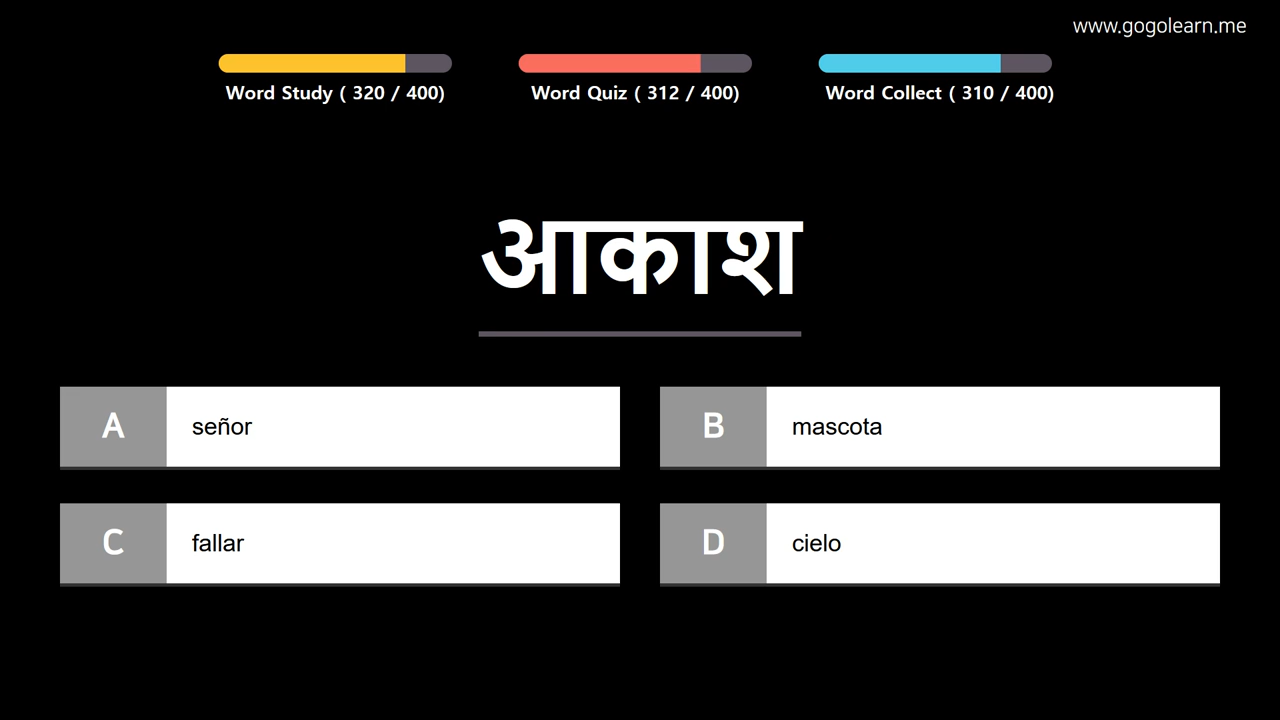 www.gogolearn.me
Word Study ( 320 / 400)
Word Quiz ( 312 / 400)
Word Collect ( 310 / 400)
आकाश
A señor
B mascota
C fallar
D cielo